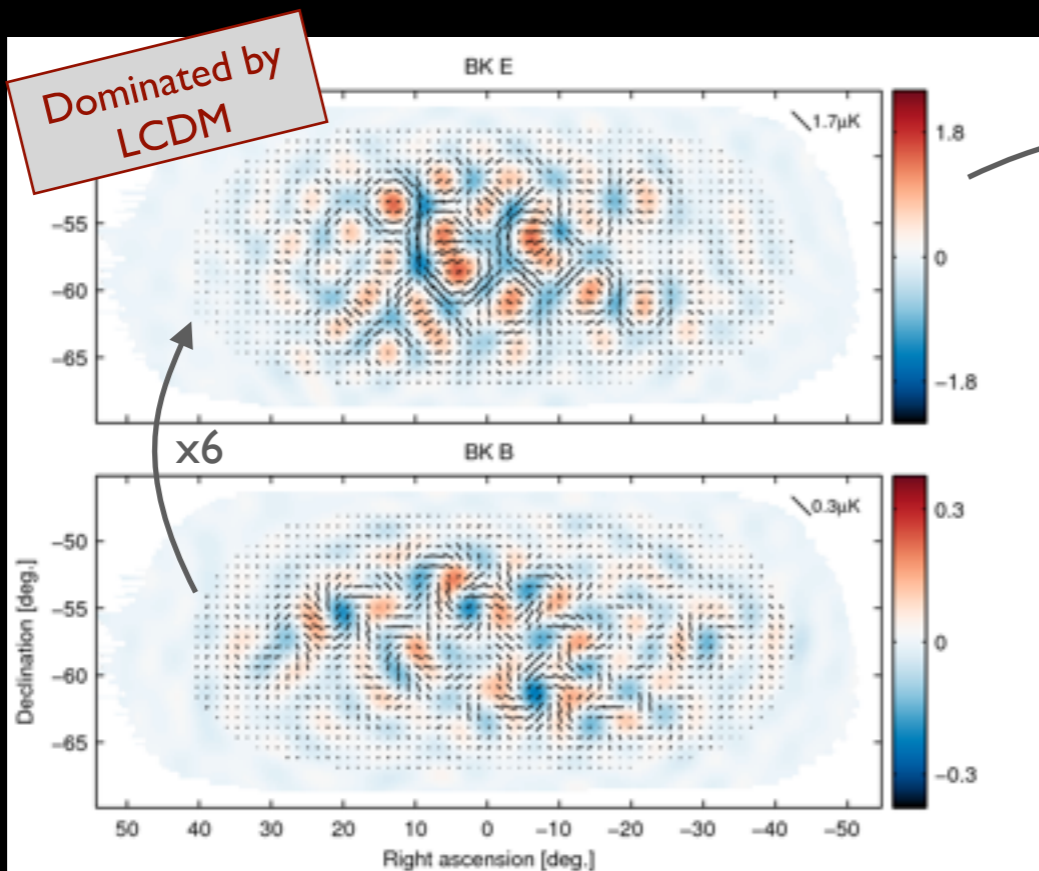 Dominated by
LCDM
BK E
1.7µK
1.8
0
−1.8
−55
−60
−65
x6
BK B
0.3µK
0.3
0
−0.3
−50
−55
−60
−65
Declination [deg.]
50 40 30 20 10 0 −10 −20 −30 −40 −50
Right ascension [deg.]